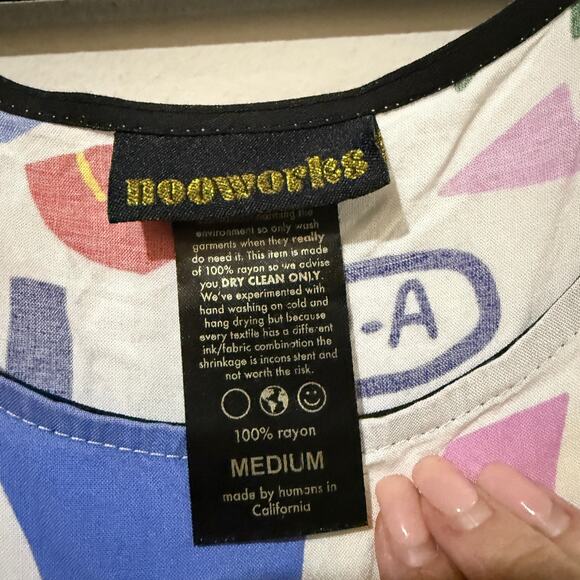 nooworks
the
environment so only wash
garments when they really
do need it. This item is made
of 100% rayon so we advise
you DRY CLEAN ONLY.
We've experimented with
hand washing on cold and
hang drying but because
every textile has a different
ink/fabric combination the
shrinkage is inconsistent and
not worth the risk.
100% rayon
MEDIUM
made by humans in
California
-A